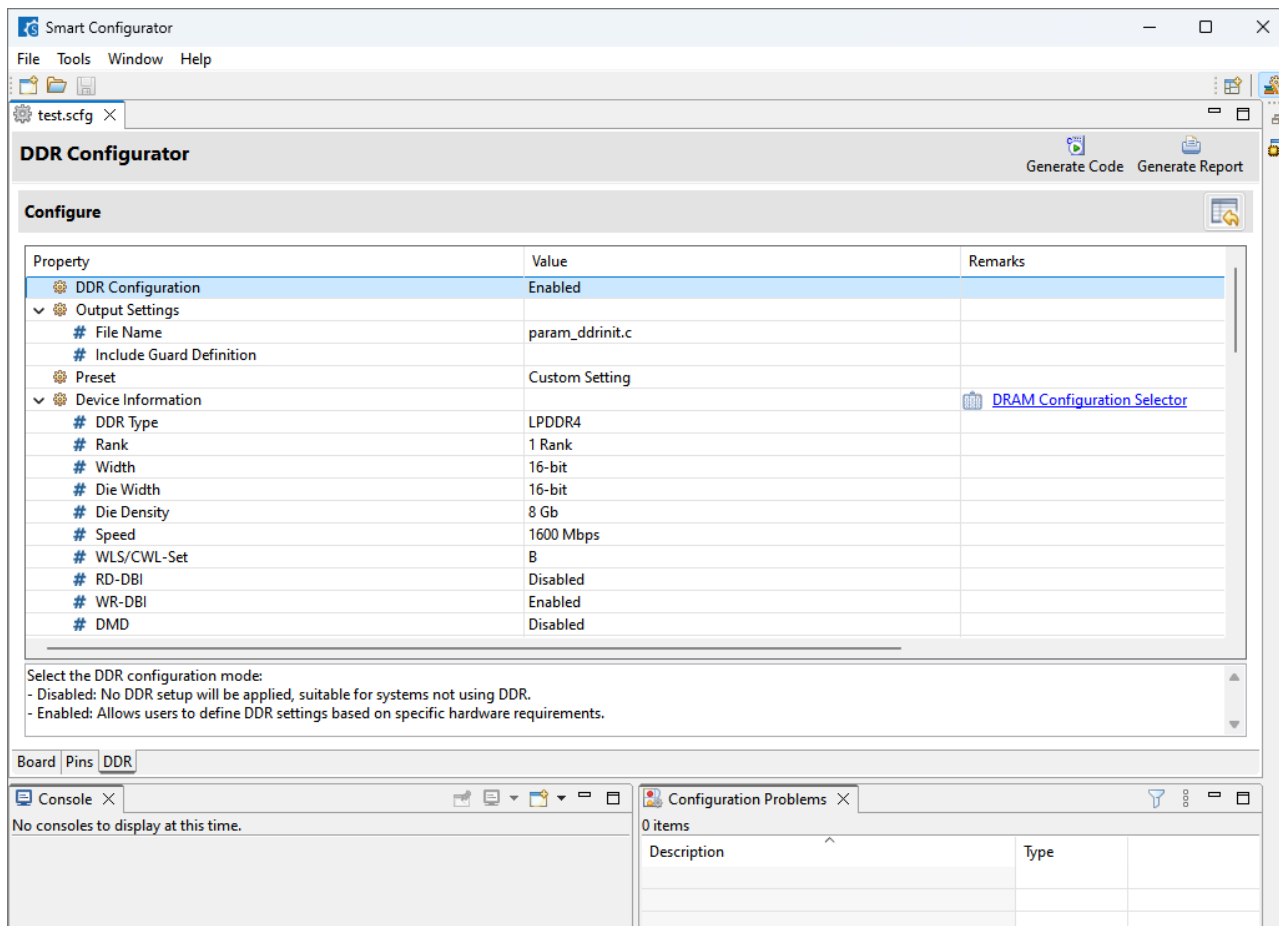 Smart Configurator
File Tools Window Help
test.scfg
DDR Configurator
Generate Code Generate Report
Configure
Property Value Remarks
DDR Configuration Enabled
Output Settings
# File Name param_ddrinit.c
# Include Guard Definition
Preset Custom Setting
Device Information DRAM Configuration Selector
# DDR Type LPDDR4
# Rank 1 Rank
# Width 16-bit
# Die Width 16-bit
# Die Density 8 Gb
# Speed 1600 Mbps
# WLS/CWL-Set B
# RD-DBI Disabled
# WR-DBI Enabled
# DMD Disabled
Select the DDR configuration mode:
- Disabled: No DDR setup will be applied, suitable for systems not using DDR.
- Enabled: Allows users to define DDR settings based on specific hardware requirements.
Board Pins DDR
Console
No consoles to display at this time.
Configuration Problems
0 items
Description Type